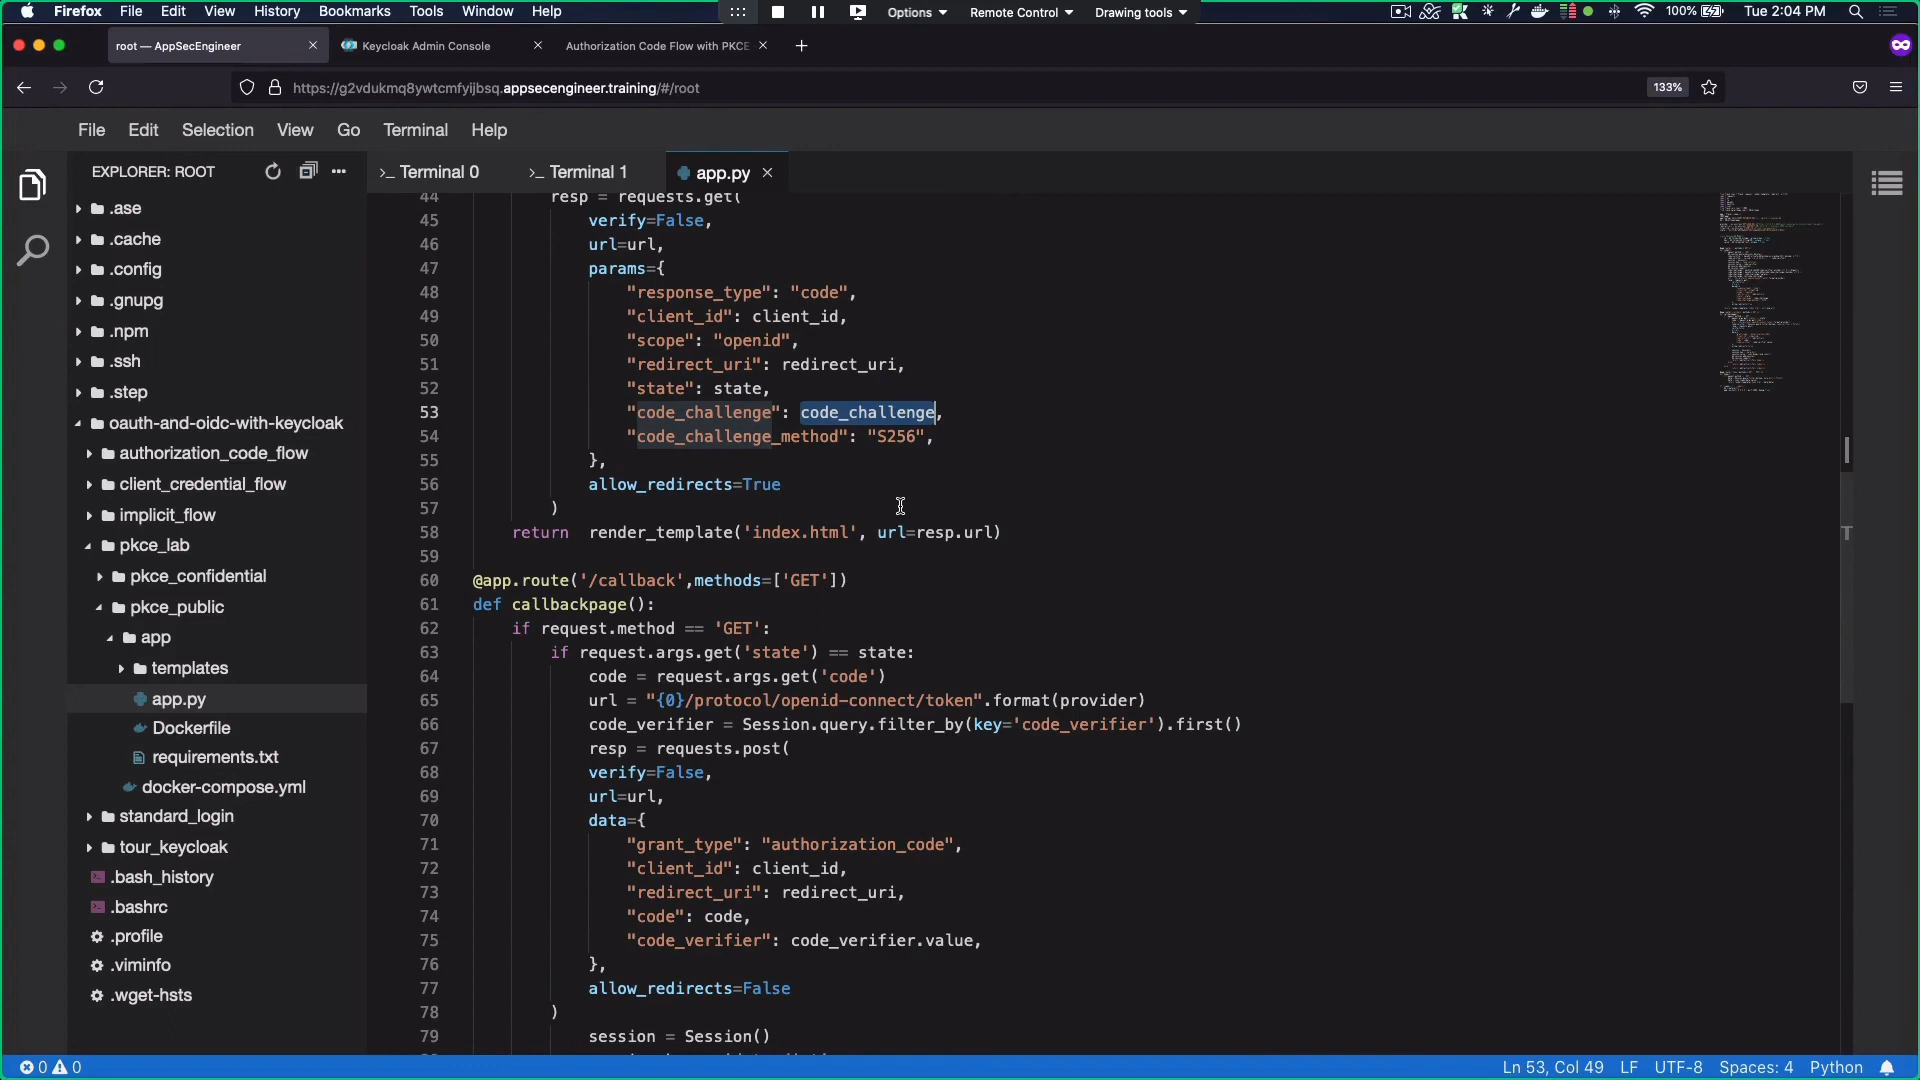 Firefox File Edit View History Bookmarks Tools Window Help Options Remote Control Drawing tools 100% Tue 2:04 PM
root — AppSecEngineer Keycloak Admin Console Authorization Code Flow with PKCE
https://g2vdukmq8ywtcmfyijbsq.appsecengineer.training/#/root 133%
File Edit Selection View Go Terminal Help
EXPLORER: ROOT
>_ Terminal 0 >_ Terminal 1 app.py
.ase
.cache
.config
.gnupg
.npm
.ssh
.step
oauth-and-oidc-with-keycloak
authorization_code_flow
client_credential_flow
implicit_flow
pkce_lab
pkce_confidential
pkce_public
app
templates
app.py
Dockerfile
requirements.txt
docker-compose.yml
standard_login
tour_keycloak
.bash_history
.bashrc
.profile
.viminfo
.wget-hsts
44 resp = requests.get(
45 verify=False,
46 url=url,
47 params={
48 "response_type": "code",
49 "client_id": client_id,
50 "scope": "openid",
51 "redirect_uri": redirect_uri,
52 "state": state,
53 "code_challenge": code_challenge,
54 "code_challenge_method": "S256",
55 },
56 allow_redirects=True
57 )
58 return render_template('index.html', url=resp.url)
59
60 @app.route('/callback',methods=['GET'])
61 def callbackpage():
62 if request.method == 'GET':
63 if request.args.get('state') == state:
64 code = request.args.get('code')
65 url = "{0}/protocol/openid-connect/token".format(provider)
66 code_verifier = Session.query.filter_by(key='code_verifier').first()
67 resp = requests.post(
68 verify=False,
69 url=url,
70 data={
71 "grant_type": "authorization_code",
72 "client_id": client_id,
73 "redirect_uri": redirect_uri,
74 "code": code,
75 "code_verifier": code_verifier.value,
76 },
77 allow_redirects=False
78 )
79 session = Session()
0 0 Ln 53, Col 49 LF UTF-8 Spaces: 4 Python